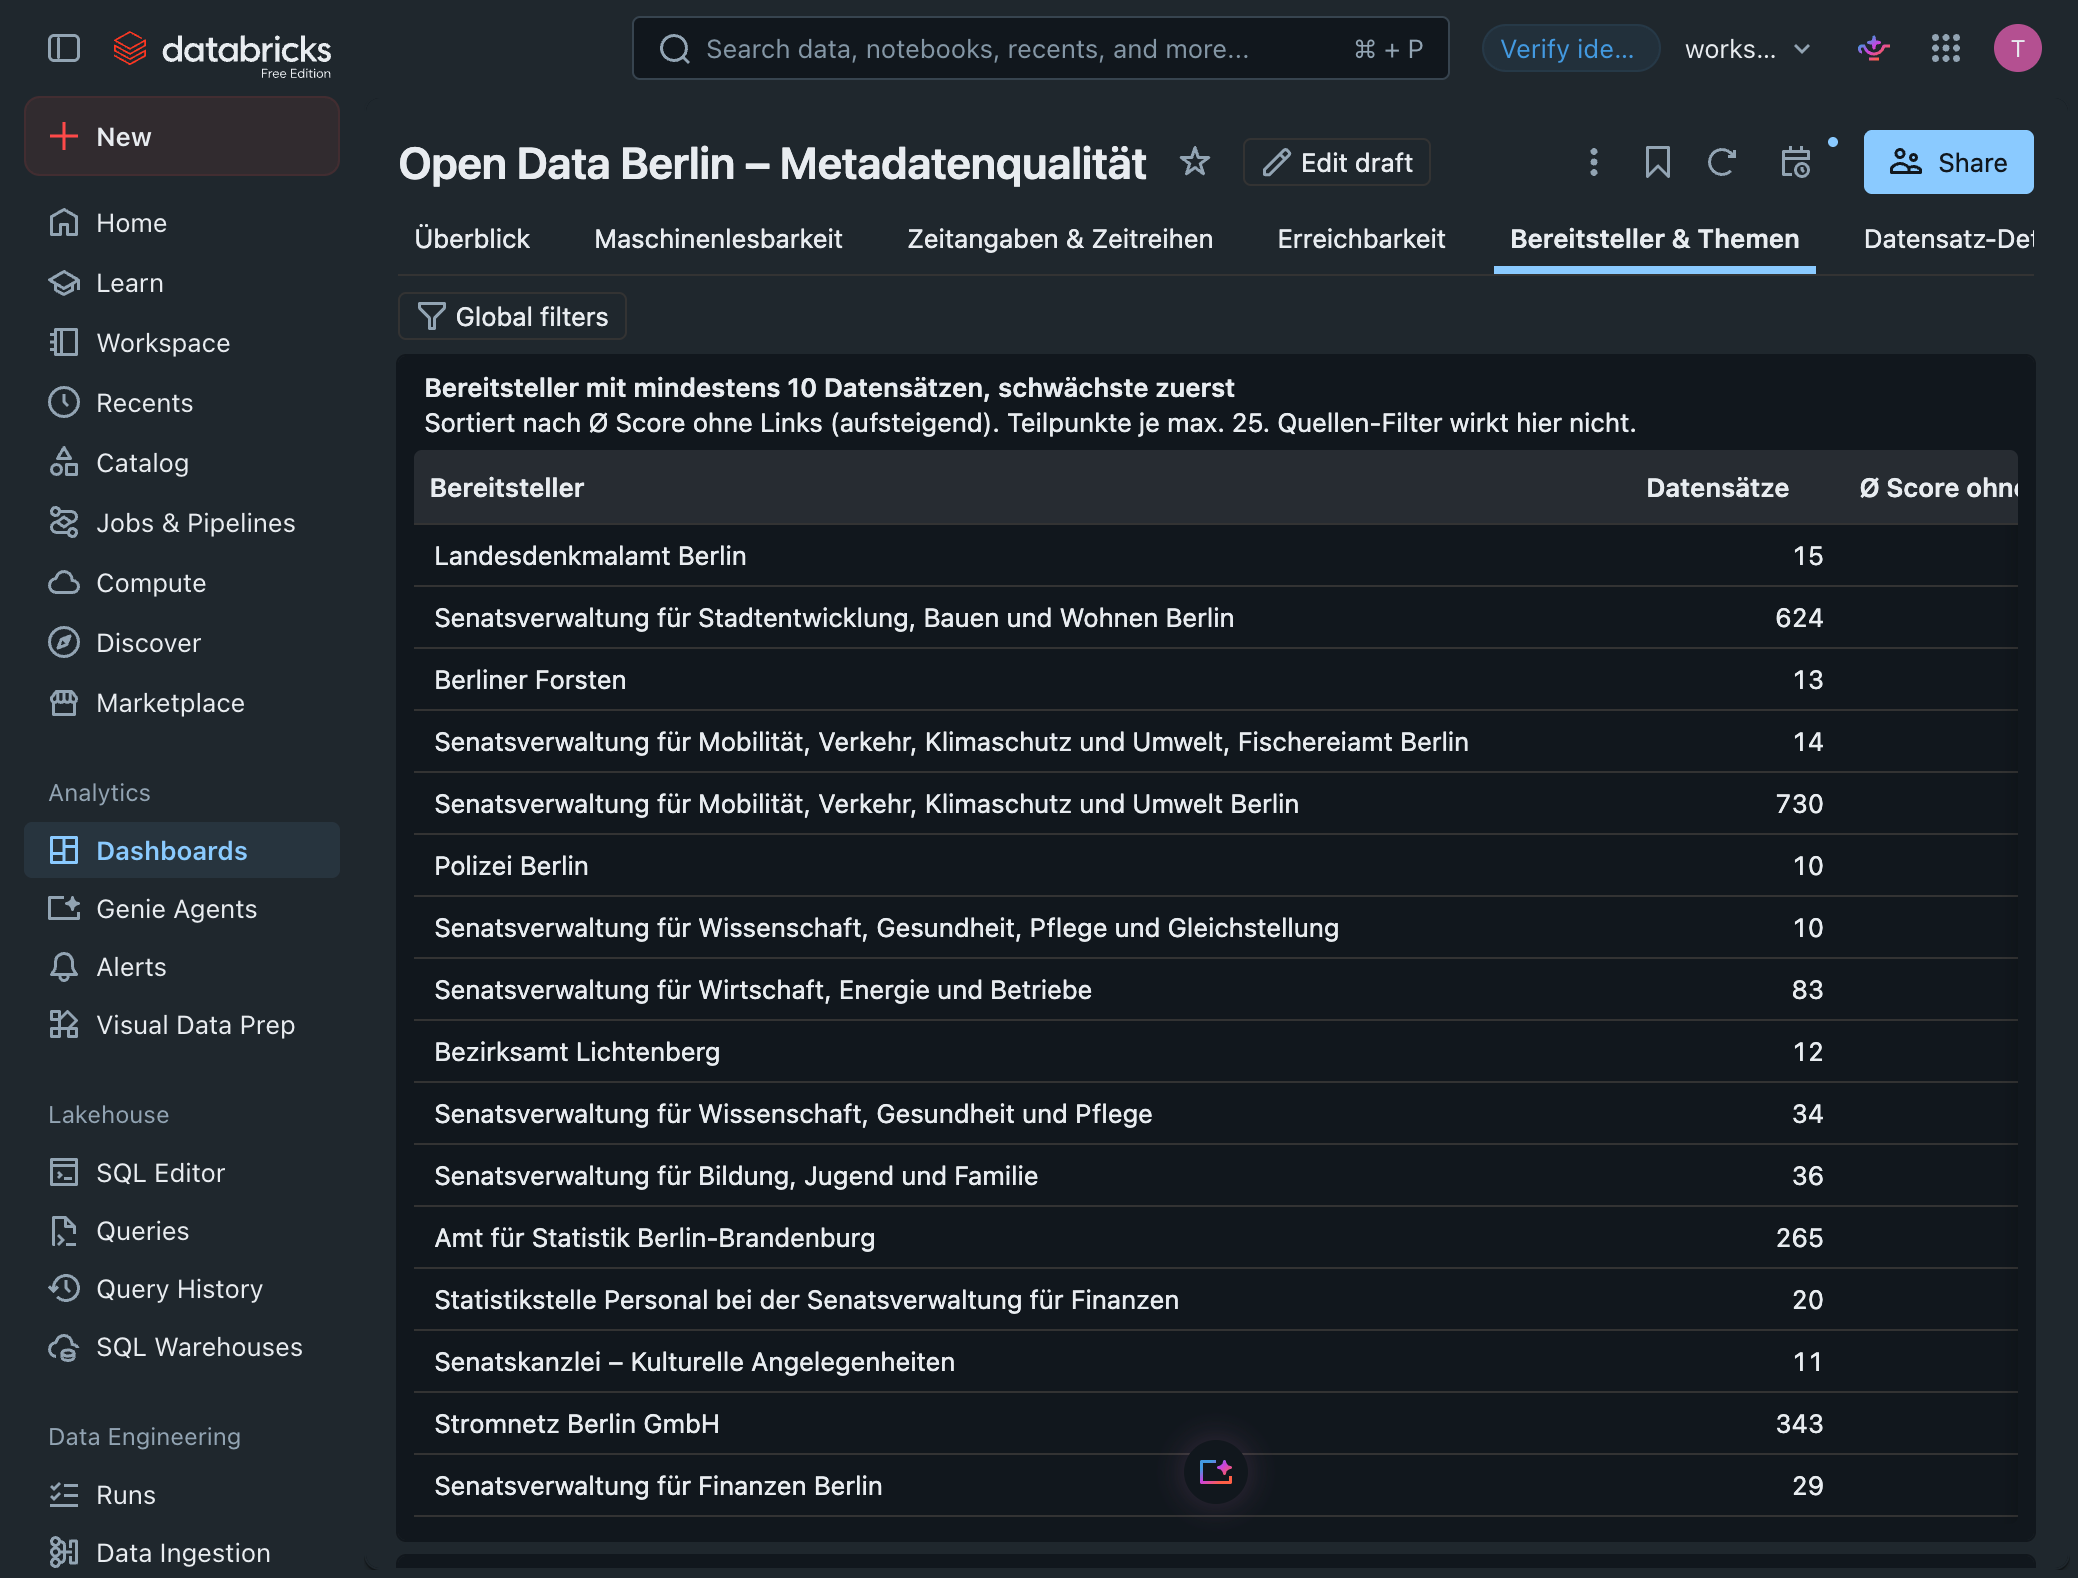 databricks
Free Edition
Search data, notebooks, recents, and more...
⌘ + P
Verify ide...
works...
T
New
Home
Learn
Workspace
Recents
Catalog
Jobs & Pipelines
Compute
Discover
Marketplace
Analytics
Dashboards
Genie Agents
Alerts
Visual Data Prep
Lakehouse
SQL Editor
Queries
Query History
SQL Warehouses
Data Engineering
Runs
Data Ingestion
Open Data Berlin – Metadatenqualität
Edit draft
Share
Überblick
Maschinenlesbarkeit
Zeitangaben & Zeitreihen
Erreichbarkeit
Bereitsteller & Themen
Datensatz-Det
Global filters
Bereitsteller mit mindestens 10 Datensätzen, schwächste zuerst
Sortiert nach Ø Score ohne Links (aufsteigend). Teilpunkte je max. 25. Quellen-Filter wirkt hier nicht.
Bereitsteller Datensätze Ø Score ohne
Landesdenkmalamt Berlin 15
Senatsverwaltung für Stadtentwicklung, Bauen und Wohnen Berlin 624
Berliner Forsten 13
Senatsverwaltung für Mobilität, Verkehr, Klimaschutz und Umwelt, Fischereiamt Berlin 14
Senatsverwaltung für Mobilität, Verkehr, Klimaschutz und Umwelt Berlin 730
Polizei Berlin 10
Senatsverwaltung für Wissenschaft, Gesundheit, Pflege und Gleichstellung 10
Senatsverwaltung für Wirtschaft, Energie und Betriebe 83
Bezirksamt Lichtenberg 12
Senatsverwaltung für Wissenschaft, Gesundheit und Pflege 34
Senatsverwaltung für Bildung, Jugend und Familie 36
Amt für Statistik Berlin-Brandenburg 265
Statistikstelle Personal bei der Senatsverwaltung für Finanzen 20
Senatskanzlei – Kulturelle Angelegenheiten 11
Stromnetz Berlin GmbH 343
Senatsverwaltung für Finanzen Berlin 29